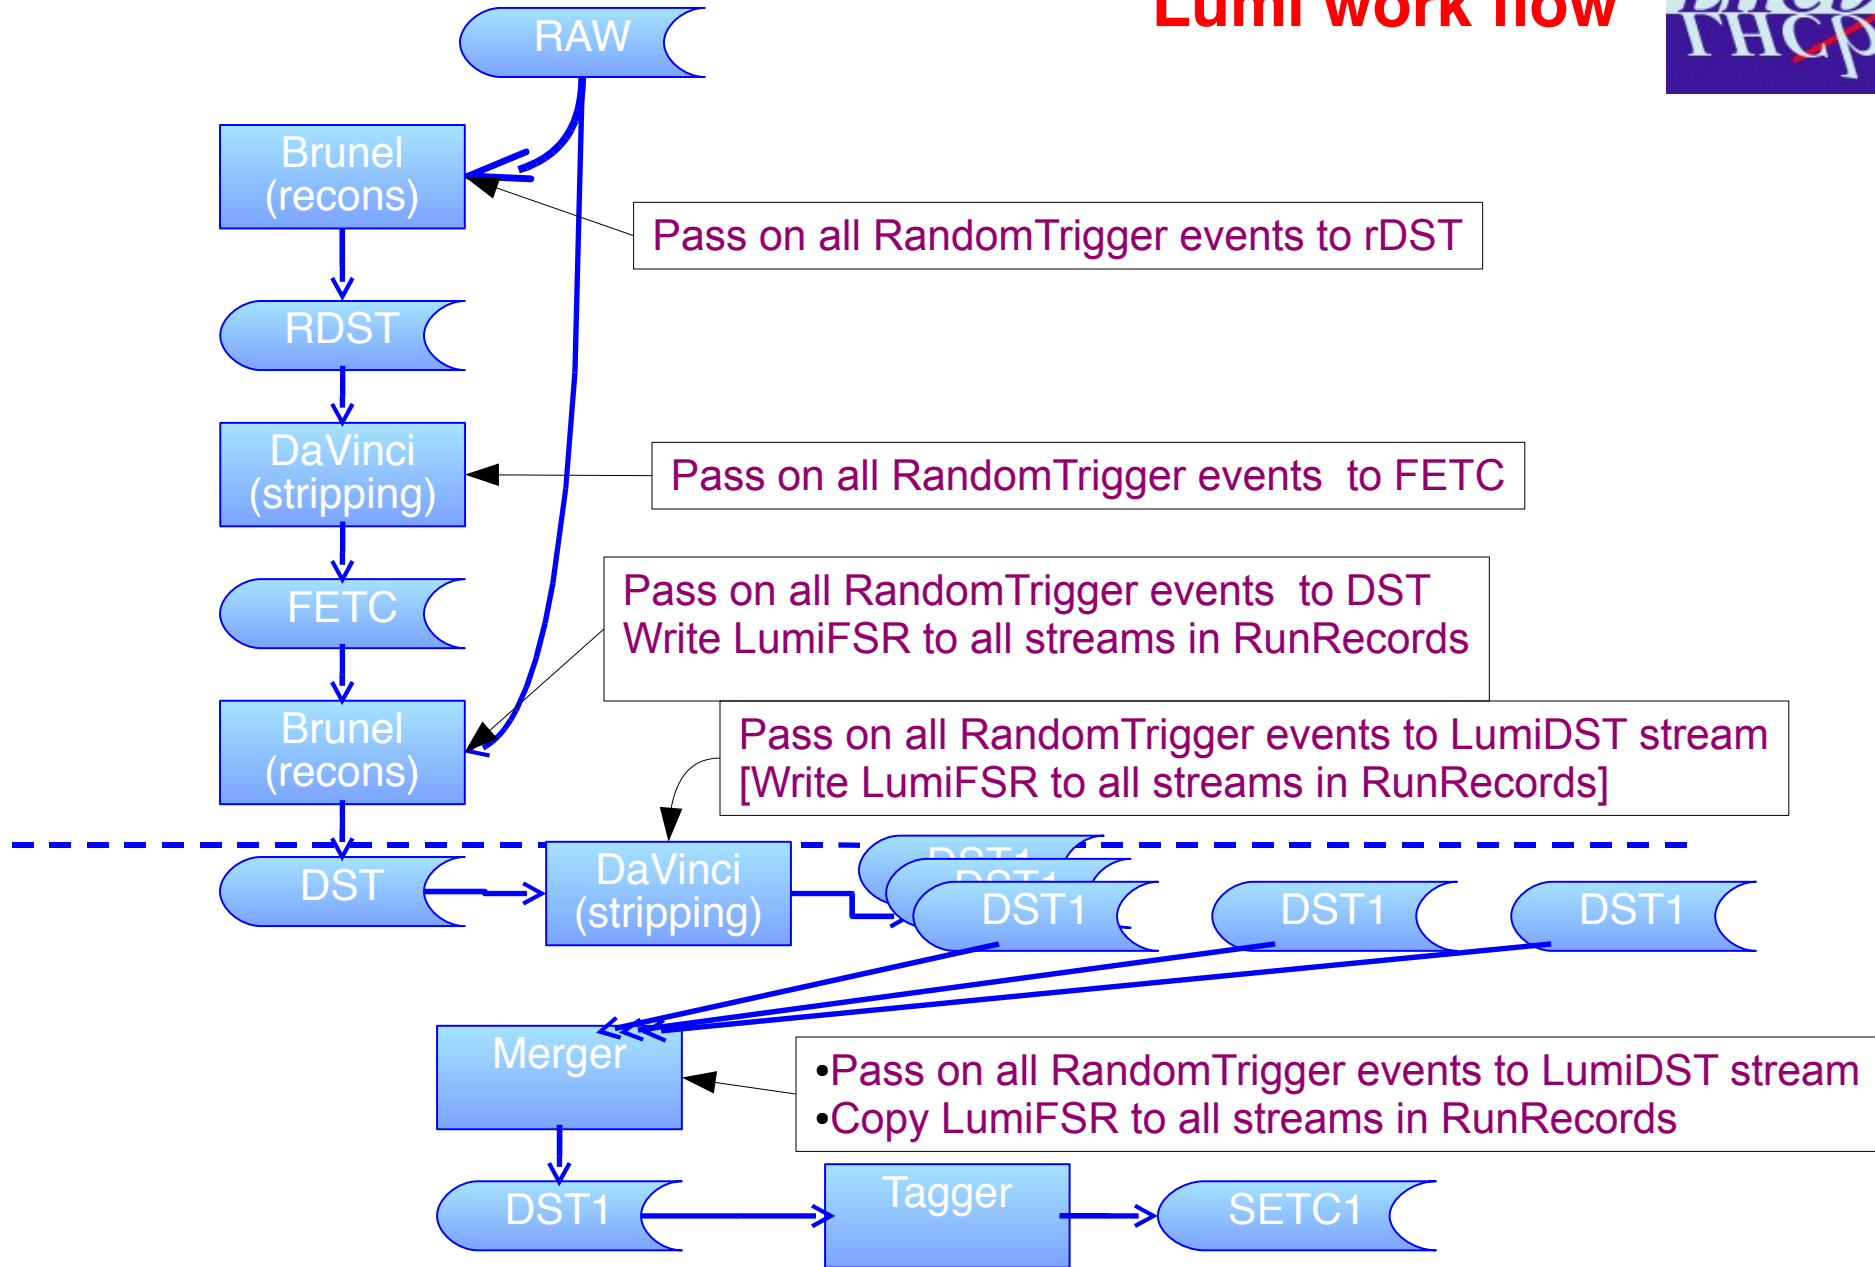 Lumi work flow
LHCb
RAW
Brunel
(recons)
Pass on all RandomTrigger events to rDST
RDST
DaVinci
(stripping)
Pass on all RandomTrigger events to FETC
FETC
Pass on all RandomTrigger events to DST
Write LumiFSR to all streams in RunRecords
Brunel
(recons)
Pass on all RandomTrigger events to LumiDST stream
[Write LumiFSR to all streams in RunRecords]
DST
DaVinci
(stripping)
DST1
DST1
DST1
DST1
DST1
Merger
•Pass on all RandomTrigger events to LumiDST stream
•Copy LumiFSR to all streams in RunRecords
DST1
Tagger
SETC1